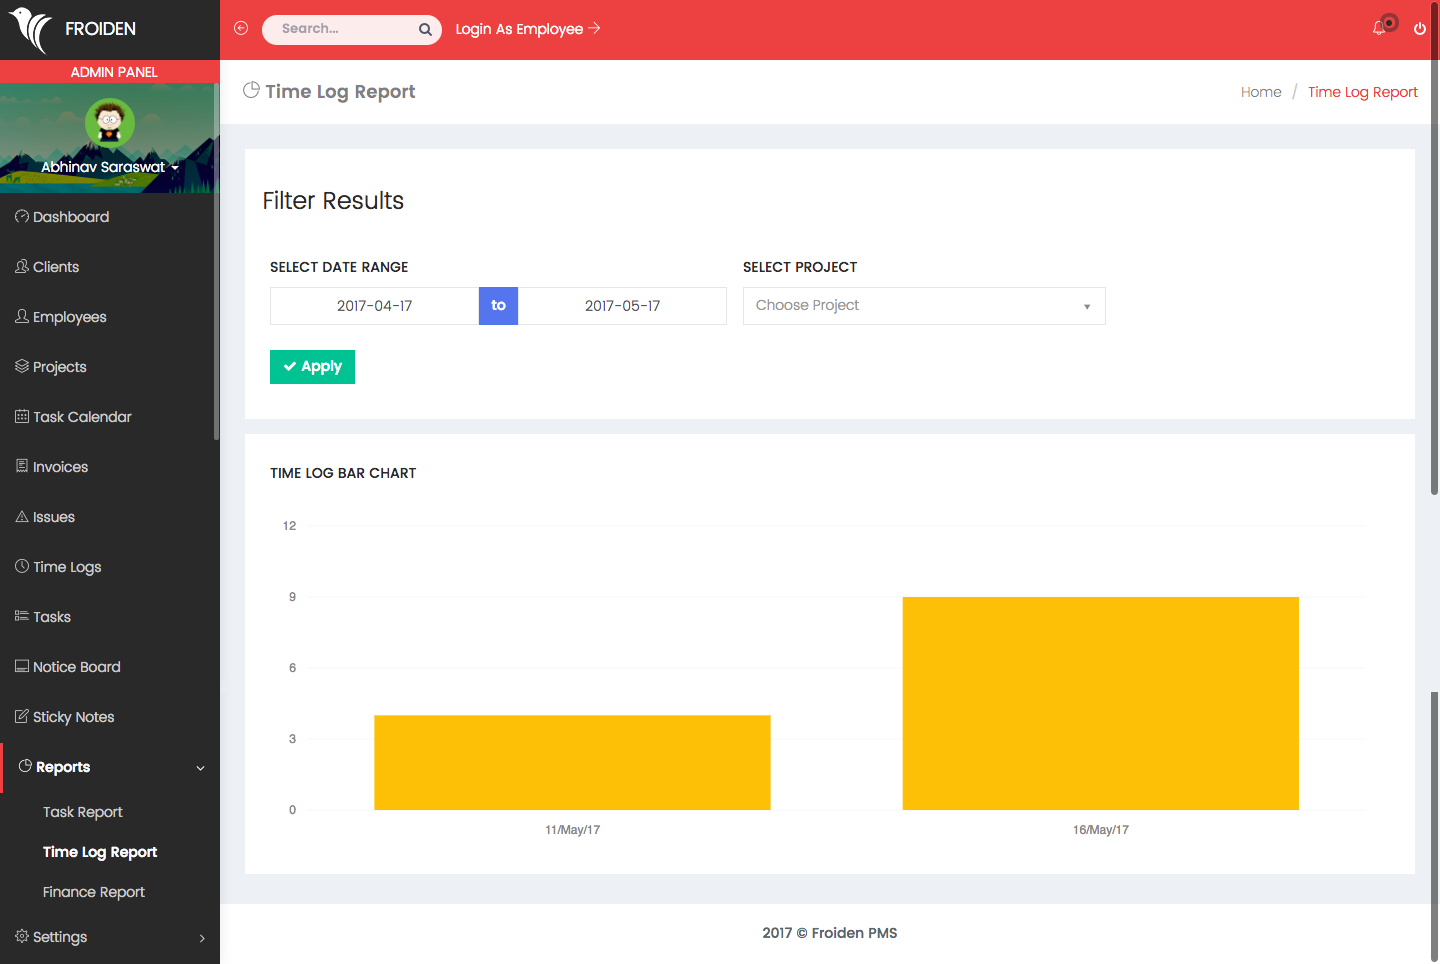 FROIDEN
Search...
Login As Employee
ADMIN PANEL
Time Log Report
Home / Time Log Report
Abhinav Saraswat
Dashboard
Clients
Employees
Projects
Task Calendar
Invoices
Issues
Time Logs
Tasks
Notice Board
Sticky Notes
Reports
Task Report
Time Log Report
Finance Report
Settings
Filter Results
SELECT DATE RANGE
2017-04-17 to 2017-05-17
SELECT PROJECT
Choose Project
Apply
TIME LOG BAR CHART
12
9
6
3
0
11/May/17
16/May/17
2017 © Froiden PMS